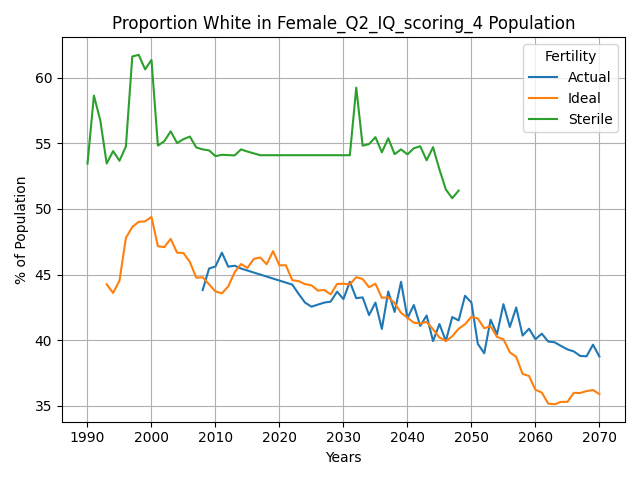 Proportion White in Female_Q2_IQ_scoring_4 Population
% of Population
60
55
50
45
40
35
Fertility
Actual
Ideal
Sterile
1990 2000 2010 2020 2030 2040 2050 2060 2070
Years